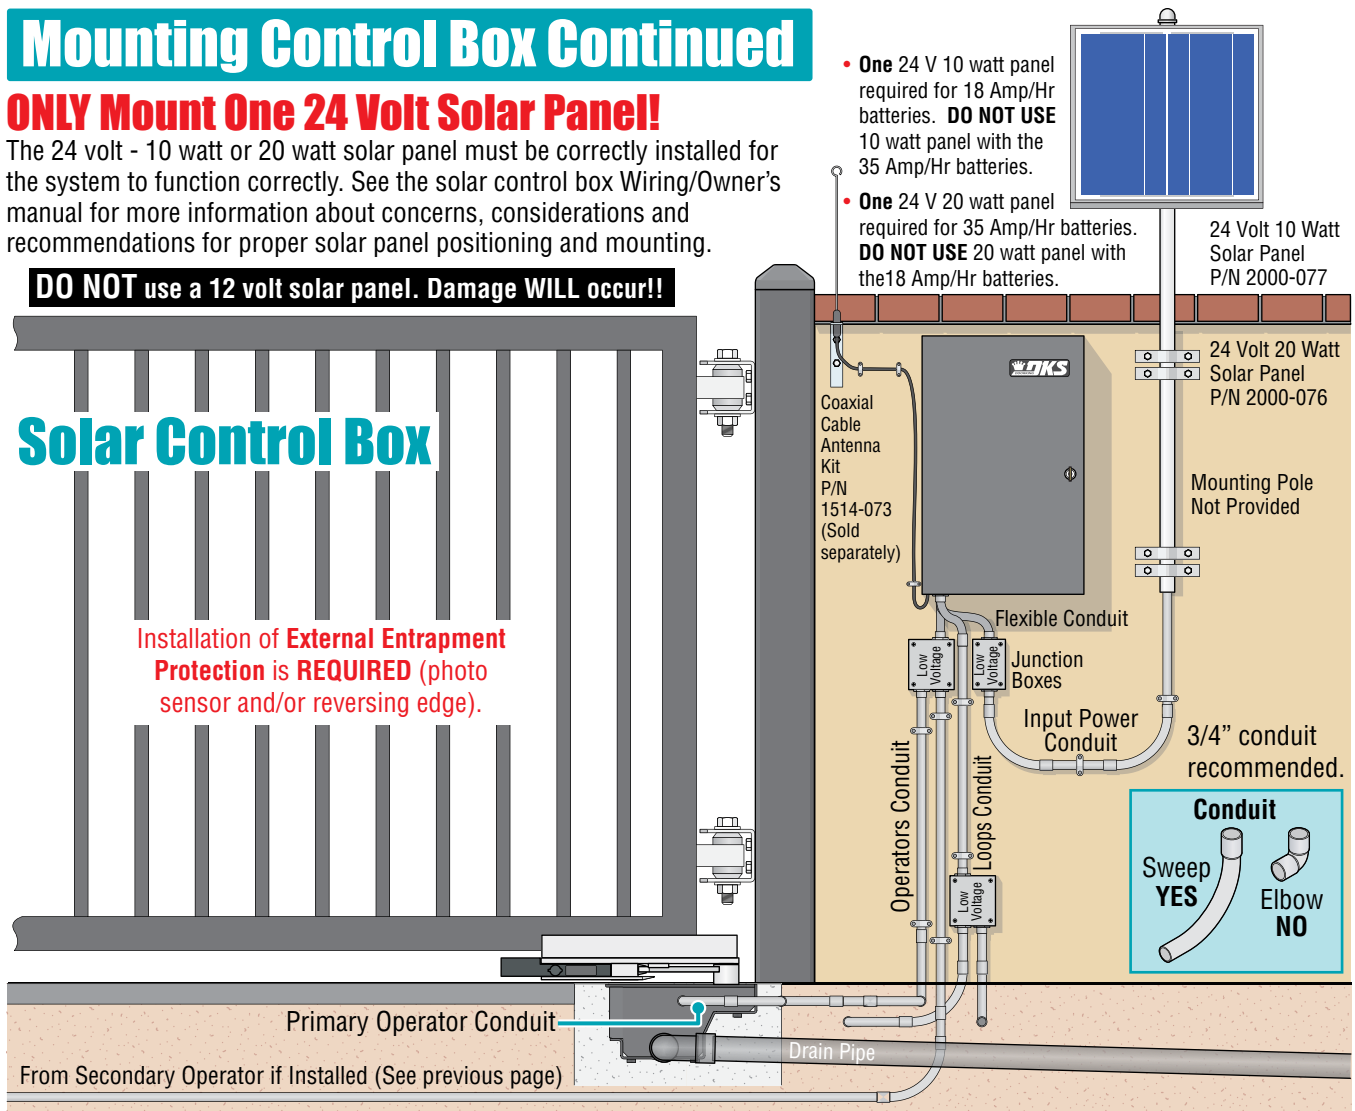 Mounting Control Box Continued
ONLY Mount One 24 Volt Solar Panel!
The 24 volt - 10 watt or 20 watt solar panel must be correctly installed for
the system to function correctly. See the solar control box Wiring/Owner’s
manual for more information about concerns, considerations and
recommendations for proper solar panel positioning and mounting.
DO NOT use a 12 volt solar panel. Damage WILL occur!!
• One 24 V 10 watt panel
required for 18 Amp/Hr
batteries. DO NOT USE
10 watt panel with the
35 Amp/Hr batteries.
• One 24 V 20 watt panel
required for 35 Amp/Hr batteries.
DO NOT USE 20 watt panel with
the18 Amp/Hr batteries.
24 Volt 10 Watt
Solar Panel
P/N 2000-077
24 Volt 20 Watt
Solar Panel
P/N 2000-076
DKS
Coaxial
Cable
Antenna
Kit
P/N
1514-073
(Sold
separately)
Solar Control Box
Mounting Pole
Not Provided
Installation of External Entrapment
Protection is REQUIRED (photo
sensor and/or reversing edge).
Flexible Conduit
Low
Voltage
Low
Voltage
Junction
Boxes
Input Power
Conduit
3/4” conduit
recommended.
Operators Conduit
Loops Conduit
Low
Voltage
Conduit
Sweep
YES
Elbow
NO
Primary Operator Conduit
Drain Pipe
From Secondary Operator if Installed (See previous page)